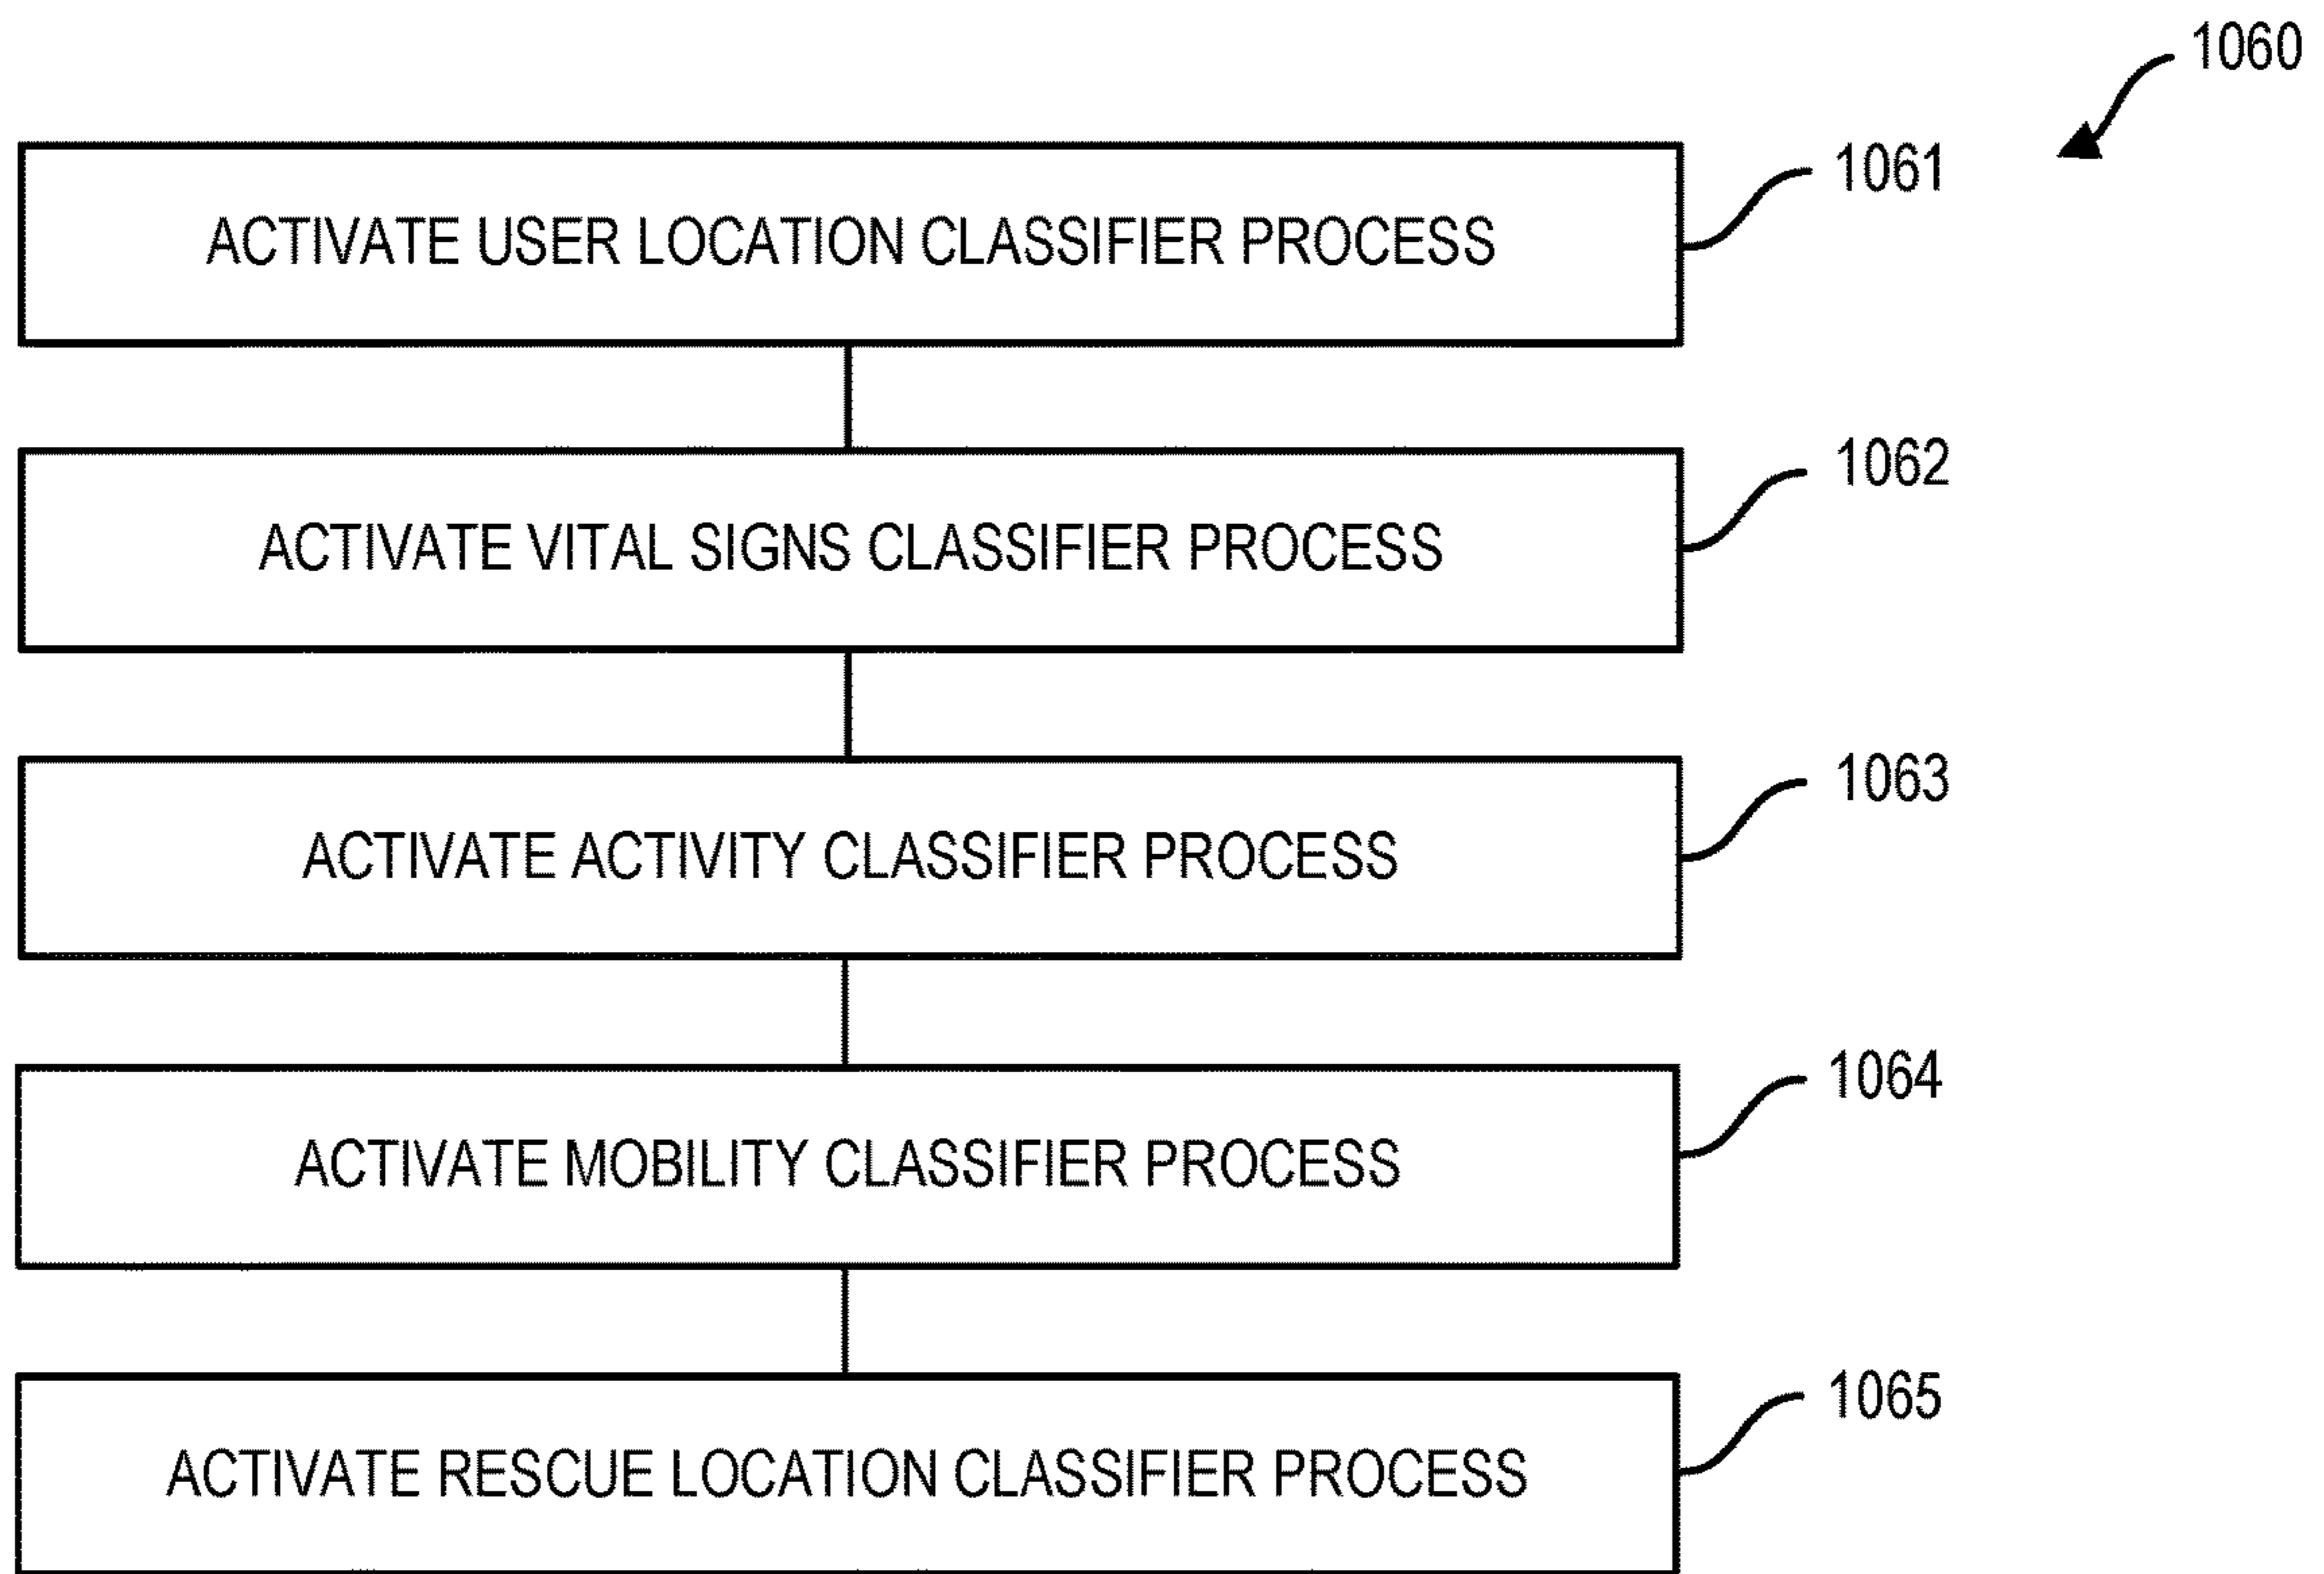 1060
ACTIVATE USER LOCATION CLASSIFIER PROCESS
1061
ACTIVATE VITAL SIGNS CLASSIFIER PROCESS
1062
ACTIVATE ACTIVITY CLASSIFIER PROCESS
1063
ACTIVATE MOBILITY CLASSIFIER PROCESS
1064
ACTIVATE RESCUE LOCATION CLASSIFIER PROCESS
1065